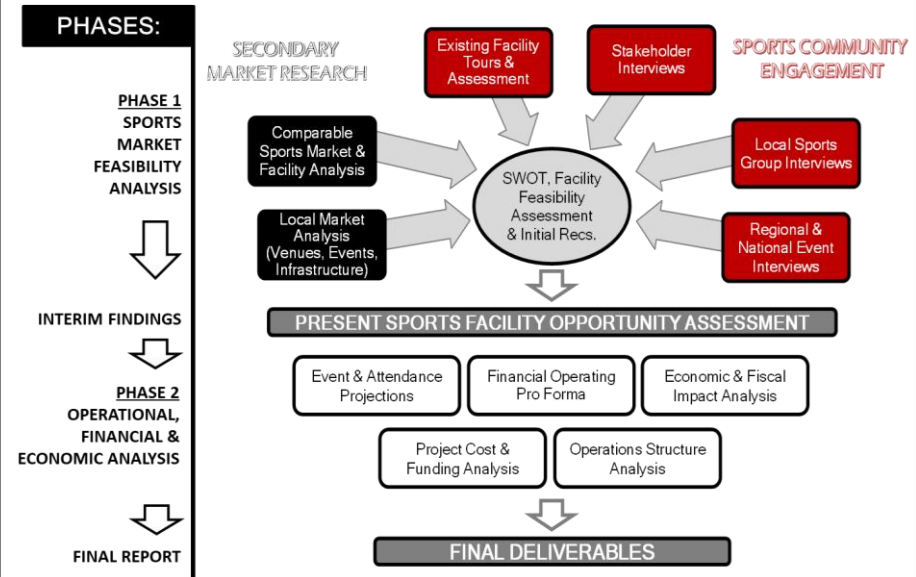 PHASES:
PHASE 1
SPORTS
MARKET
FEASIBILITY
ANALYSIS
INTERIM FINDINGS
PHASE 2
OPERATIONAL,
FINANCIAL &
ECONOMIC ANALYSIS
FINAL REPORT
SECONDARY
MARKET RESEARCH
Existing Facility
Tours &
Assessment
Stakeholder
Interviews
SPORTS COMMUNITY
ENGAGEMENT
Comparable
Sports Market &
Facility Analysis
Local Sports
Group Interviews
Local Market
Analysis
(Venues, Events,
Infrastructure)
SWOT, Facility
Feasibility
Assessment
& Initial Recs.
Regional &
National Event
Interviews
PRESENT SPORTS FACILITY OPPORTUNITY ASSESSMENT
Event & Attendance
Projections
Financial Operating
Pro Forma
Economic & Fiscal
Impact Analysis
Project Cost &
Funding Analysis
Operations Structure
Analysis
FINAL DELIVERABLES